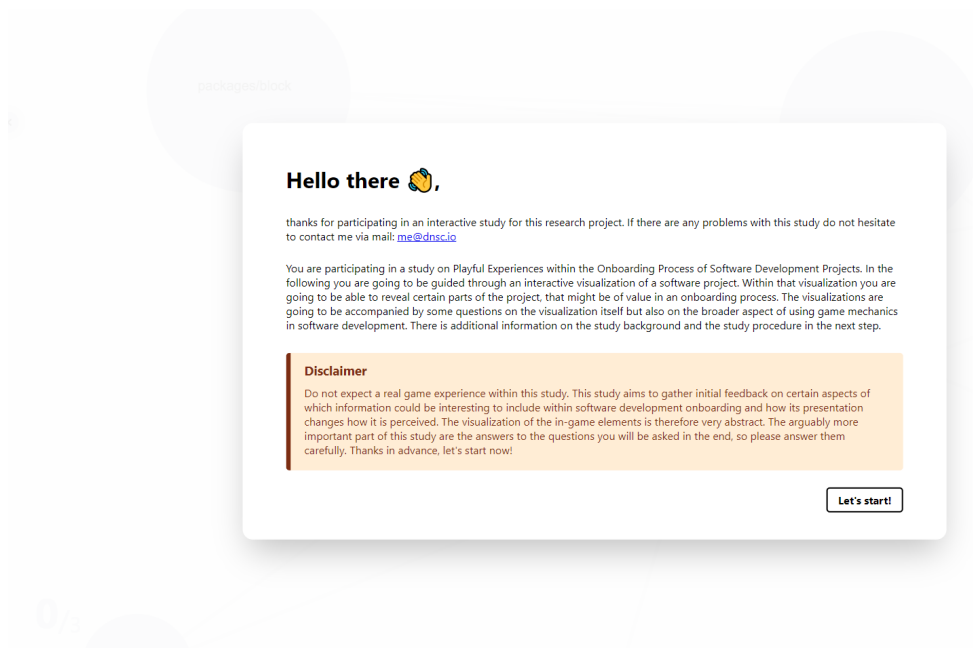 packages/block
Hello there 👋,
thanks for participating in an interactive study for this research project. If there are any problems with this study do not hesitate
to contact me via mail: me@dnsc.io
You are participating in a study on Playful Experiences within the Onboarding Process of Software Development Projects. In the
following you are going to be guided through an interactive visualization of a software project. Within that visualization you are
going to be able to reveal certain parts of the project, that might be of value in an onboarding process. The visualizations are
going to be accompanied by some questions on the visualization itself but also on the broader aspect of using game mechanics
in software development. There is additional information on the study background and the study procedure in the next step.
Disclaimer
Do not expect a real game experience within this study. This study aims to gather initial feedback on certain aspects of
which information could be interesting to include within software development onboarding and how its presentation
changes how it is perceived. The visualization of the in-game elements is therefore very abstract. The arguably more
important part of this study are the answers to the questions you will be asked in the end, so please answer them
carefully. Thanks in advance, let's start now!
Let's start!
0/3